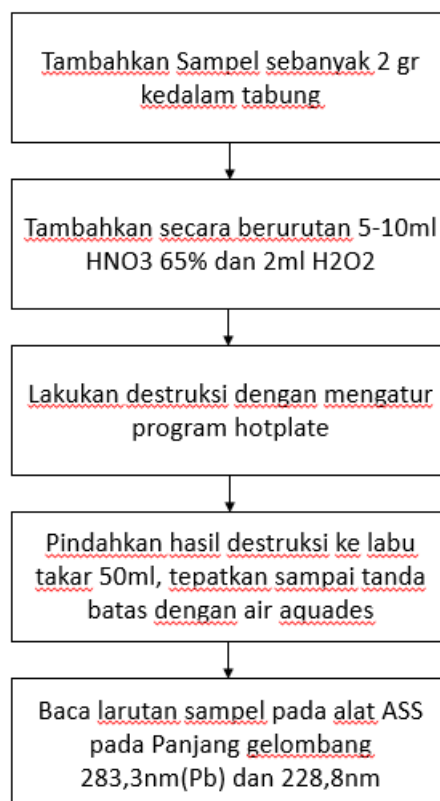 Tambahkan Sampel sebanyak 2 gr
kedalam tabung
Tambahkan secara berurutan 5-10ml
HNO3 65% dan 2ml H2O2
Lakukan destruksi dengan mengatur
program hotplate
Pindahkan hasil destruksi ke labu
takar 50ml, tepatkan sampai tanda
batas dengan air aquades
Baca larutan sampel pada alat ASS
pada Panjang gelombang
283,3nm(Pb) dan 228,8nm